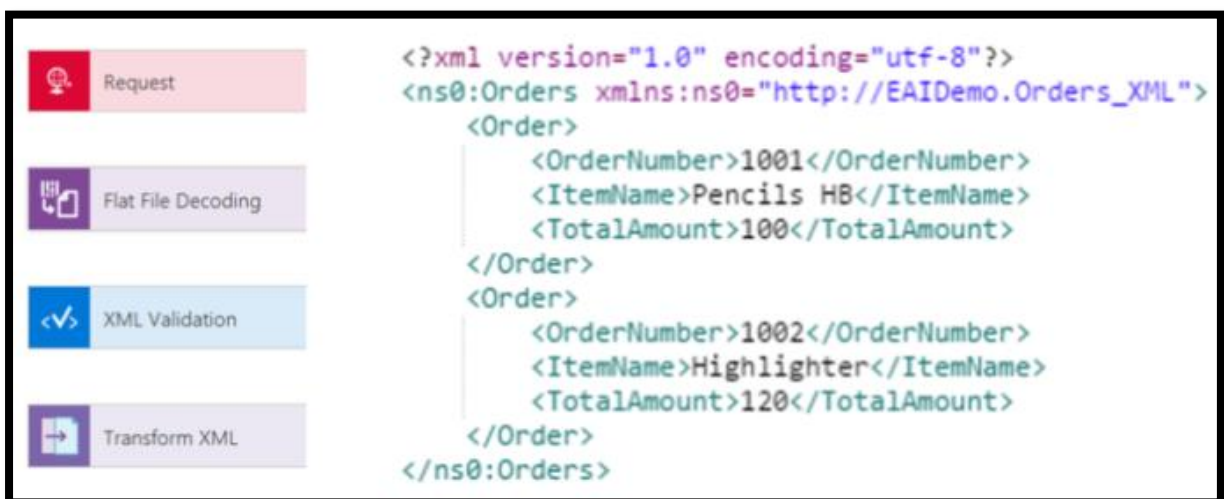 Request
Flat File Decoding
XML Validation
Transform XML
<?xml version="1.0" encoding="utf-8"?>
<ns0:Orders xmlns:ns0="http://EAIDemo.Orders_XML">
<Order>
<OrderNumber>1001</OrderNumber>
<ItemName>Pencils HB</ItemName>
<TotalAmount>100</TotalAmount>
</Order>
<Order>
<OrderNumber>1002</OrderNumber>
<ItemName>Highlighter</ItemName>
<TotalAmount>120</TotalAmount>
</Order>
</ns0:Orders>